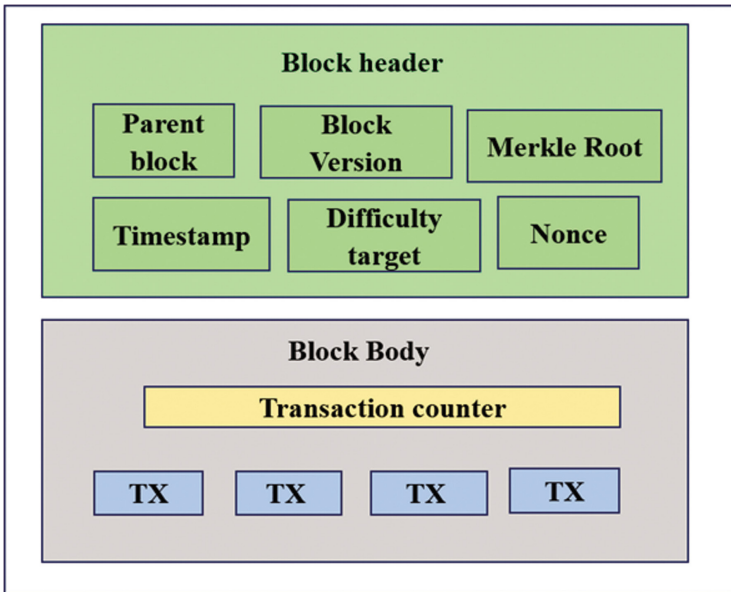 Block header
Parent
block
Block
Version
Merkle Root
Timestamp
Difficulty
target
Nonce
Block Body
Transaction counter
TX
TX
TX
TX